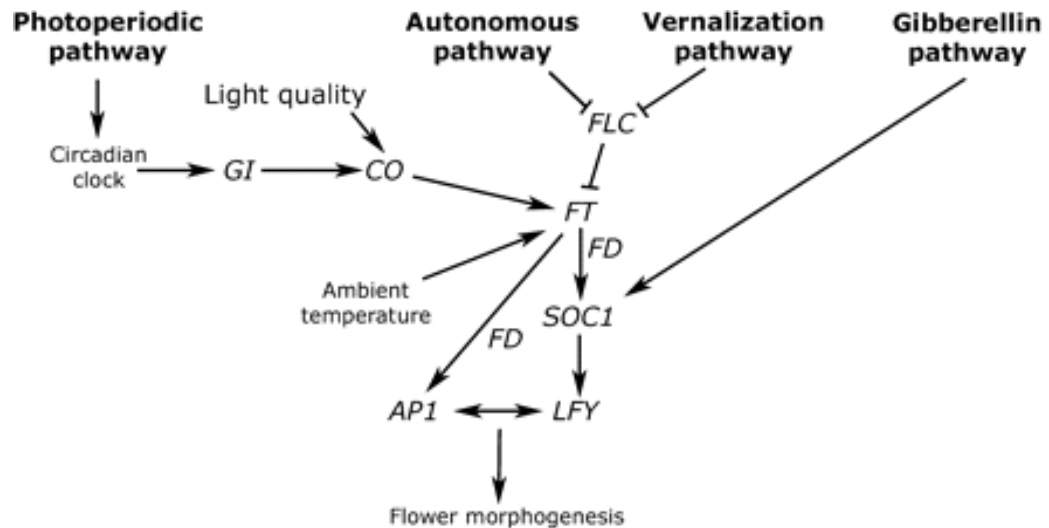 Photoperiodic
pathway
Autonomous
pathway
Vernalization
pathway
Gibberellin
pathway
Light quality
FLC
Circadian
clock
GI
CO
FT
FD
Ambient
temperature
SOC1
FD
AP1
LFY
Flower morphogenesis